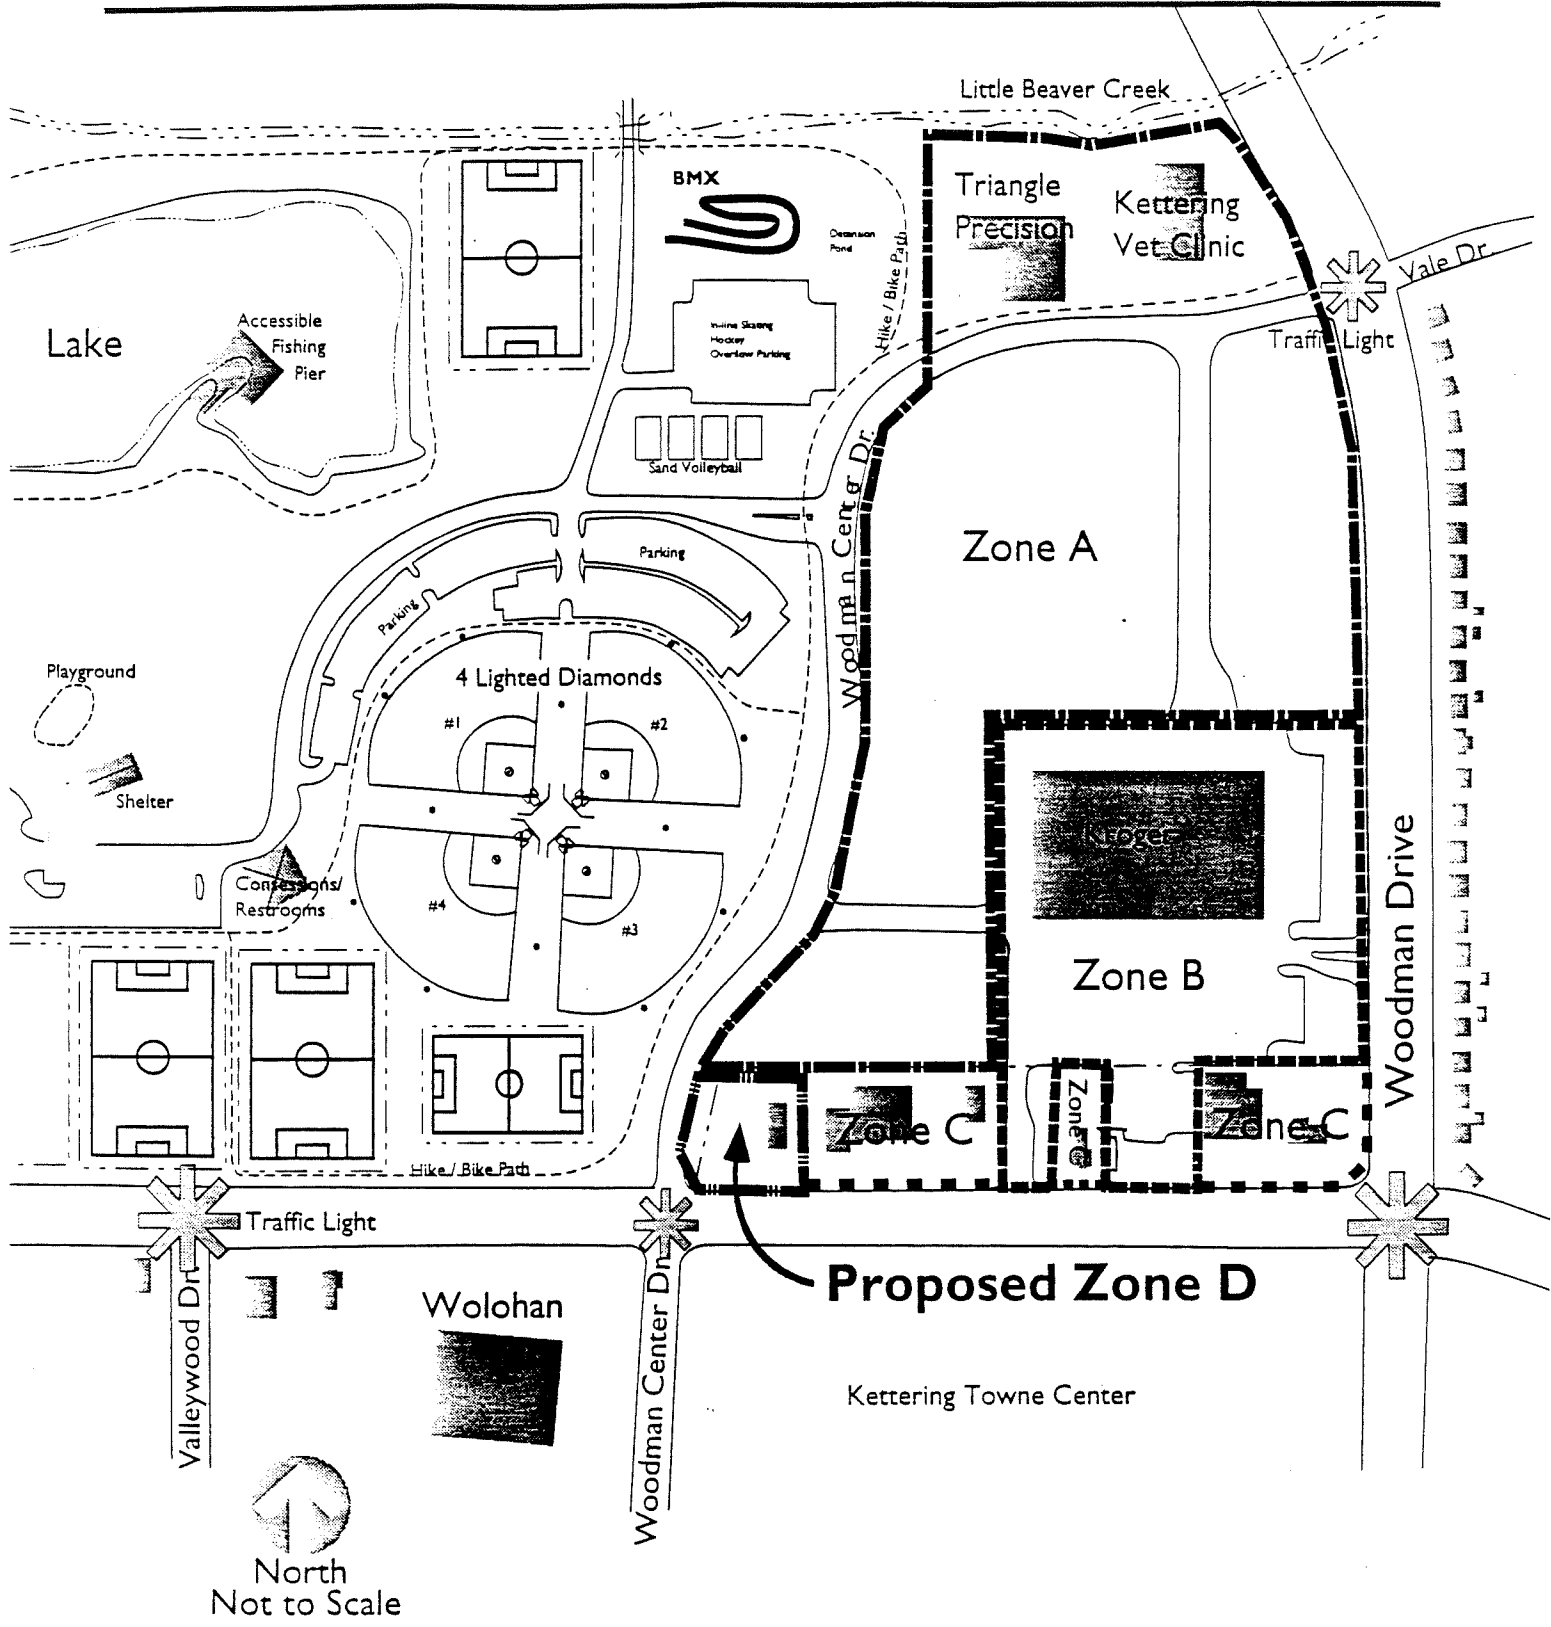 Little Beaver Creek
BMX
Triangle
Precision
Kettering
Vet Clinic
Detension
Pond
Hike / Bike Path
Vale Dr.
Lake
Accessible
Fishing
Pier
In-line Skating
Hockey
Overflow Parking
Traffic Light
Sand Volleyball
Woodman Center Dr.
Zone A
Parking
Parking
Playground
4 Lighted Diamonds
#1
#2
Shelter
Kroger
Woodman Drive
Consessions/
Restrooms
#4
#3
Zone B
Zone C
Zone C
Zone C
Hike / Bike Path
Traffic Light
Proposed Zone D
Wolohan
Valleywood Dr.
Woodman Center Dr.
Kettering Towne Center
North
Not to Scale